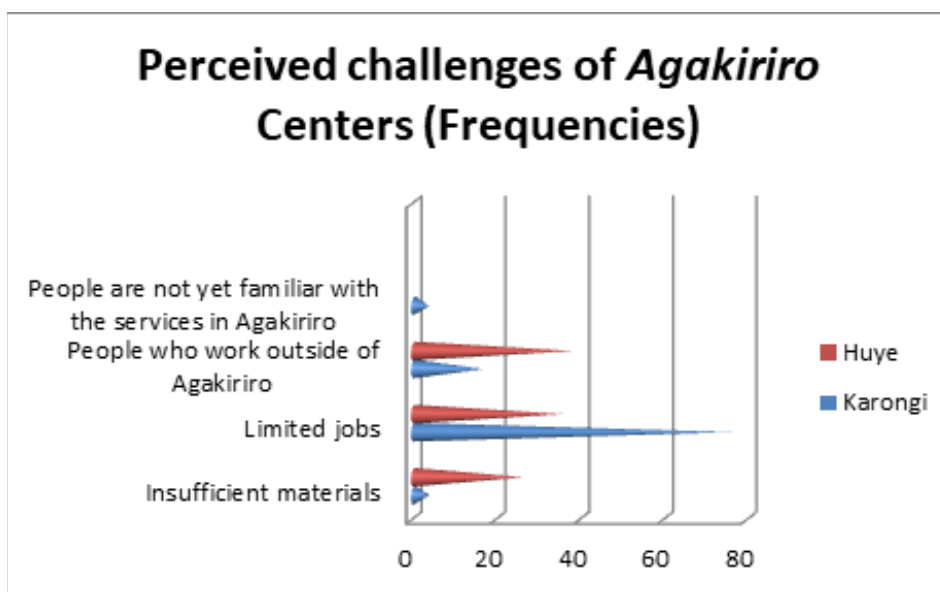 Perceived challenges of Agakiriro
Centers (Frequencies)
People are not yet familiar with
the services in Agakiriro
People who work outside of
Agakiriro
Limited jobs
Insufficient materials
0 20 40 60 80
Huye
Karongi